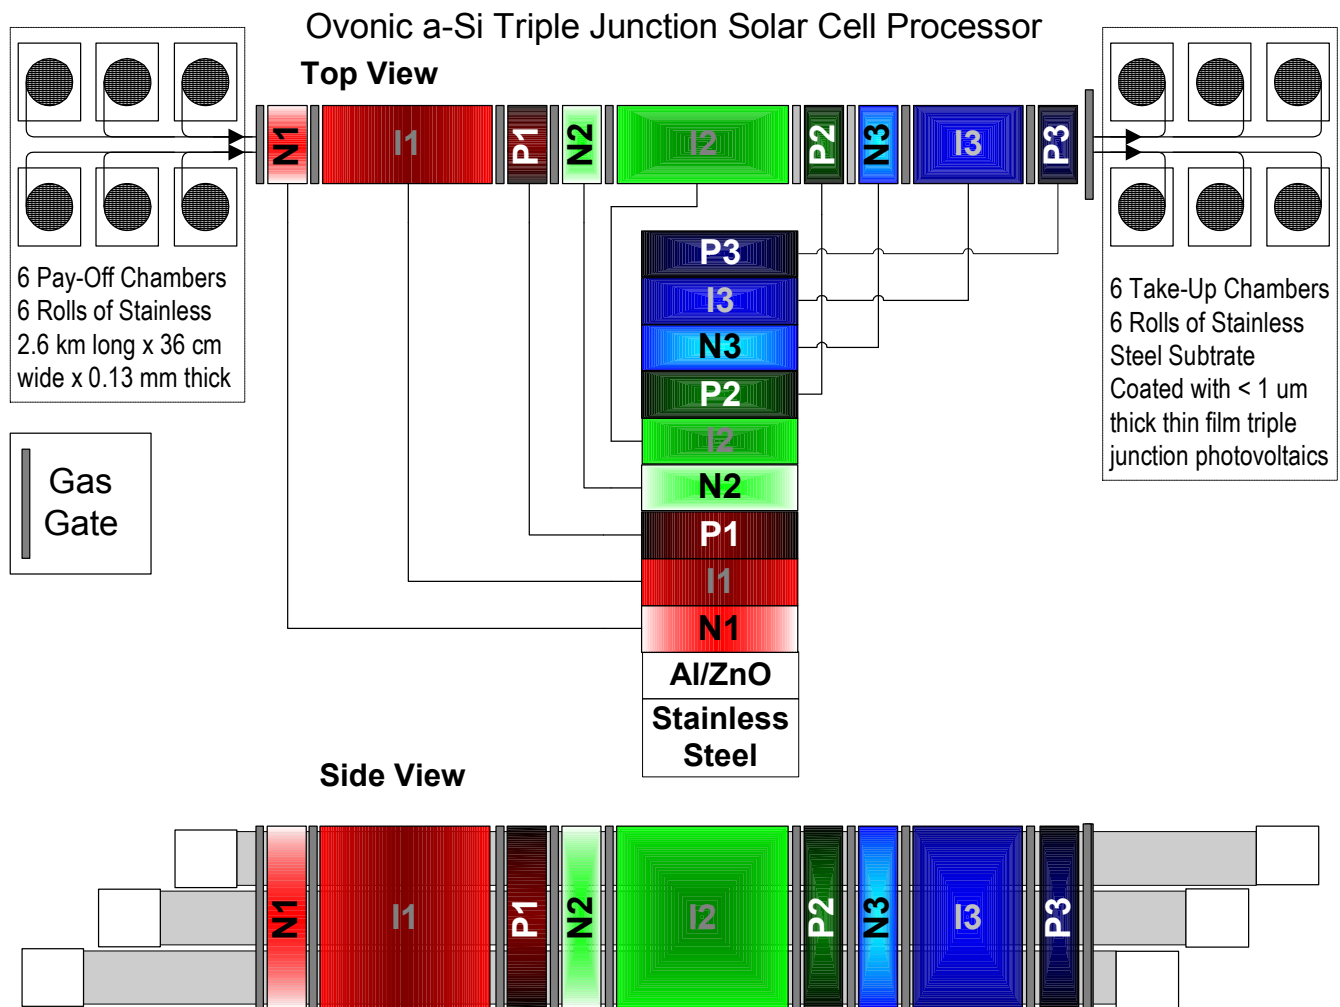 Ovonic a-Si Triple Junction Solar Cell Processor
Top View
N1
I1
P1
N2
I2
P2
N3
I3
P3
6 Pay-Off Chambers
6 Rolls of Stainless
2.6 km long x 36 cm
wide x 0.13 mm thick
Gas
Gate
P3
I3
N3
P2
I2
N2
P1
I1
N1
Al/ZnO
Stainless
Steel
6 Take-Up Chambers
6 Rolls of Stainless
Steel Subtrate
Coated with < 1 um
thick thin film triple
junction photovoltaics
Side View
N1
I1
P1
N2
I2
P2
N3
I3
P3